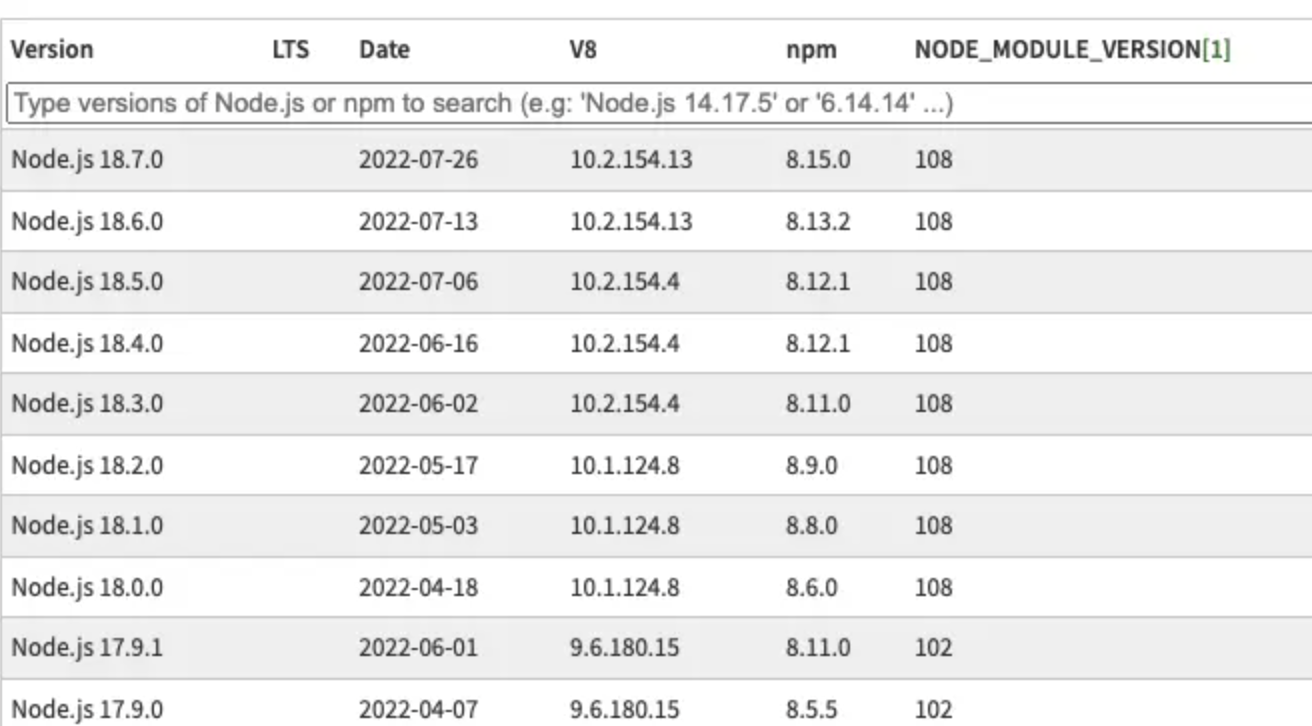 Version LTS Date V8 npm NODE_MODULE_VERSION[1]
Type versions of Node.js or npm to search (e.g: 'Node.js 14.17.5' or '6.14.14' ...)
Node.js 18.7.0 2022-07-26 10.2.154.13 8.15.0 108
Node.js 18.6.0 2022-07-13 10.2.154.13 8.13.2 108
Node.js 18.5.0 2022-07-06 10.2.154.4 8.12.1 108
Node.js 18.4.0 2022-06-16 10.2.154.4 8.12.1 108
Node.js 18.3.0 2022-06-02 10.2.154.4 8.11.0 108
Node.js 18.2.0 2022-05-17 10.1.124.8 8.9.0 108
Node.js 18.1.0 2022-05-03 10.1.124.8 8.8.0 108
Node.js 18.0.0 2022-04-18 10.1.124.8 8.6.0 108
Node.js 17.9.1 2022-06-01 9.6.180.15 8.11.0 102
Node.js 17.9.0 2022-04-07 9.6.180.15 8.5.5 102